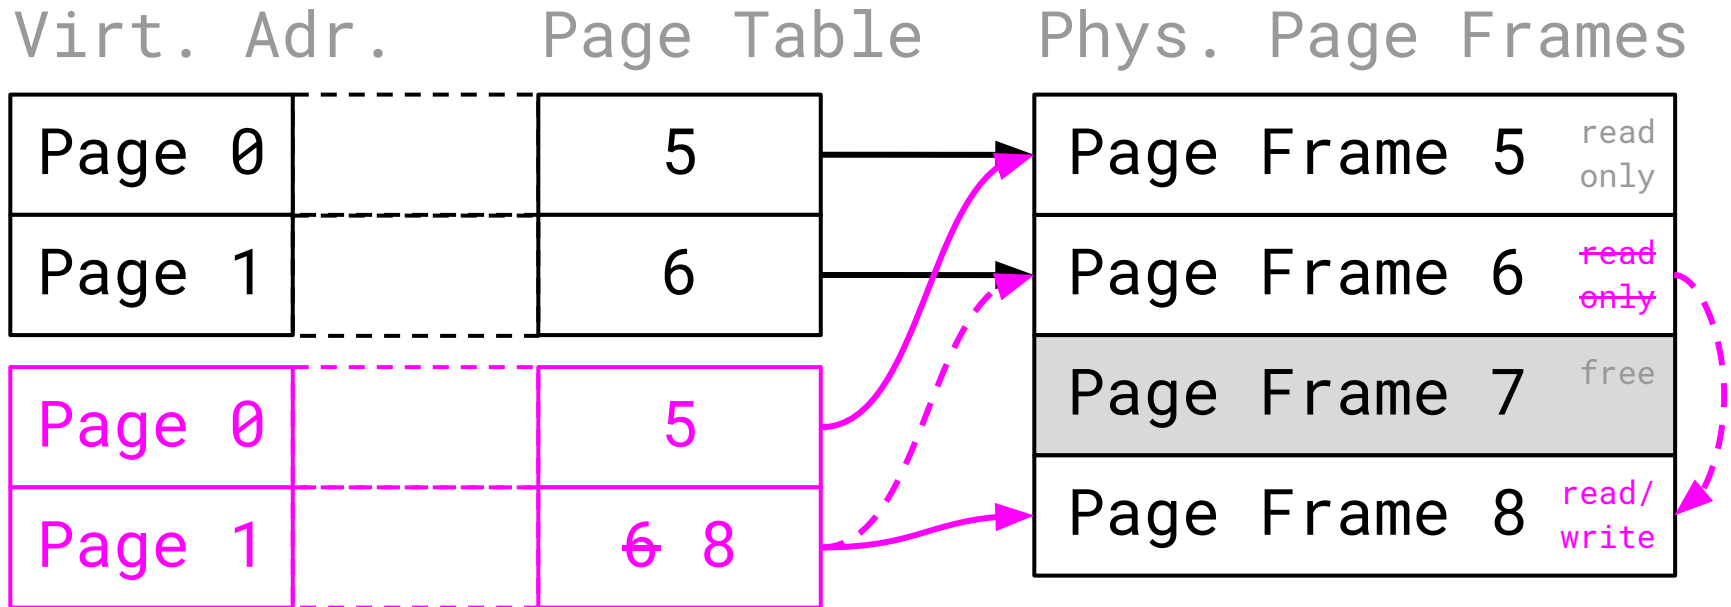 Virt. Adr. Page Table Phys. Page Frames
Page 0 5 Page Frame 5 read only
Page 1 6 Page Frame 6 read only
Page Frame 7 free
Page 0 5
Page 1 6 8 Page Frame 8 read/ write